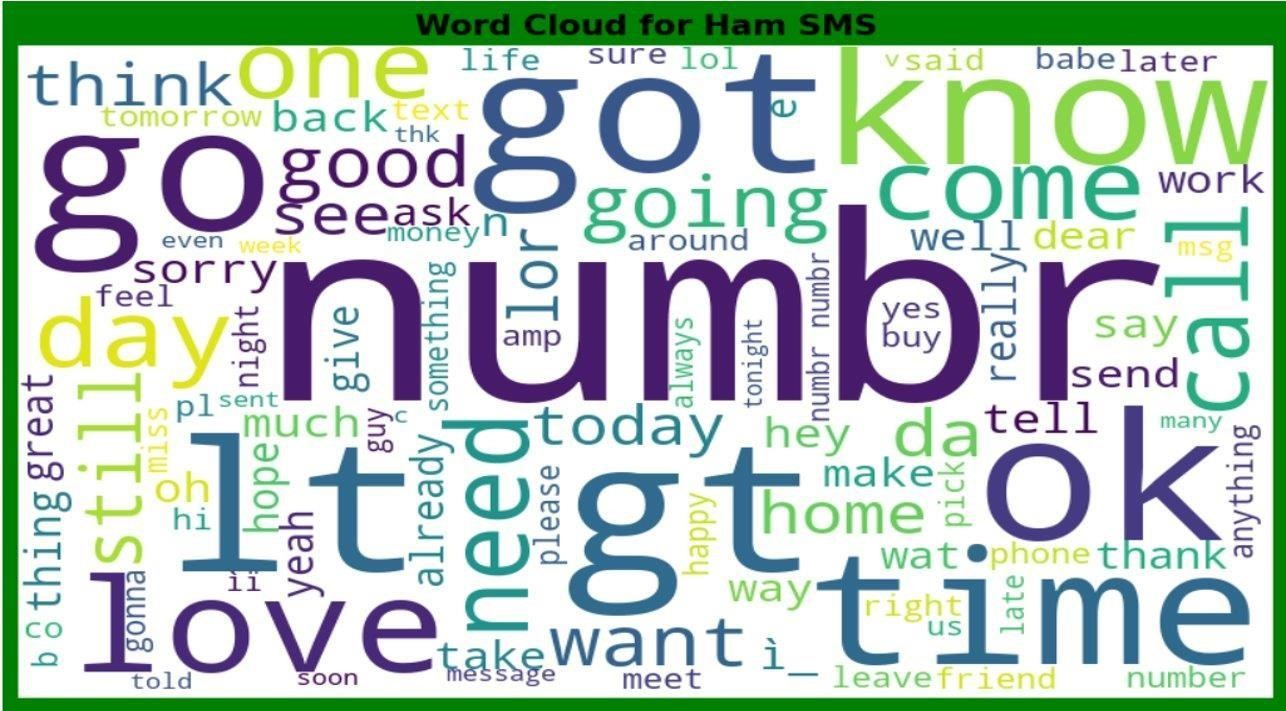 Word Cloud for Ham SMS
think
one
life
sure
lol
got
e
know
v
said
babe
later
tomorrow
back
text
thk
go
good
see
ask
n
going
come
work
money
even
week
around
well
dear
msg
call
sorry
numbr
lor
feel
day
night
give
something
amp
always
tonight
numbr numbr
yes
buy
really
say
send
great
still
miss
pl
sent
much
guy
c
already
need
today
hey
da
tell
many
ok
lt
gt
oh
hi
hope
yeah
please
happy
home
make
pick
anything
thing
wat
phone
thank
ìï
love
gonna
co
b
way
time
right
us
late
take
want
ì_
told
soon
message
meet
leave
friend
number